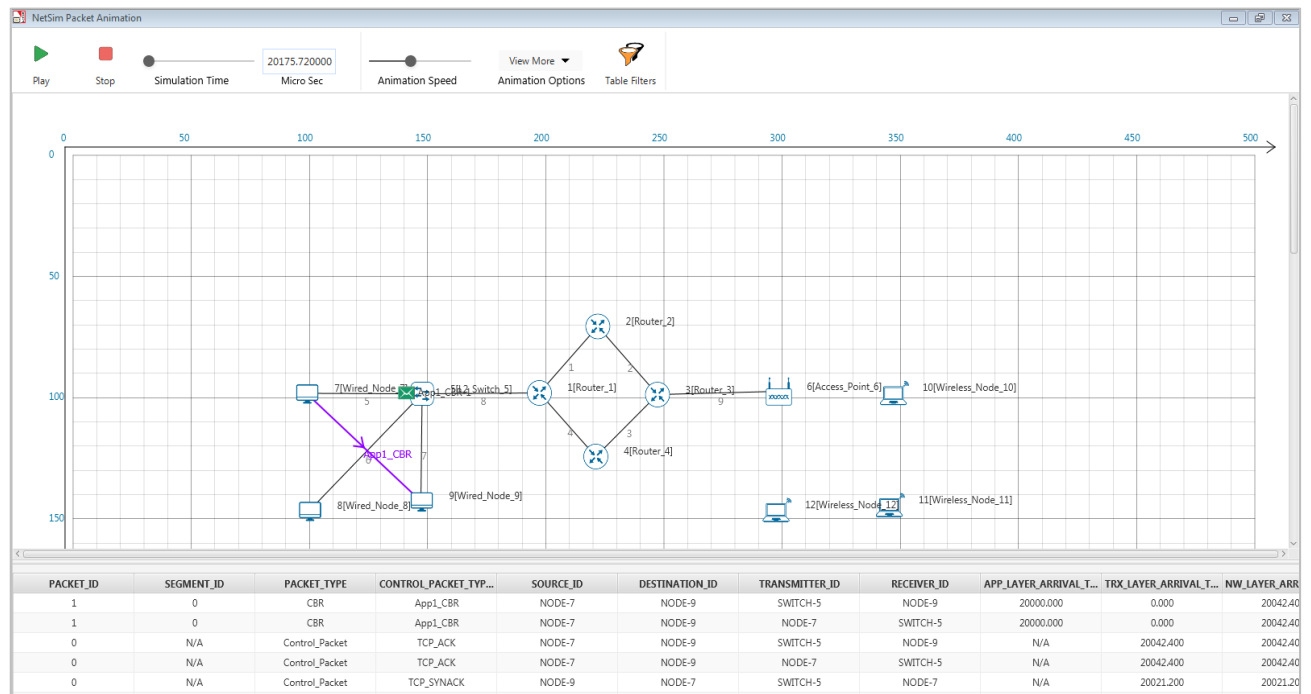 NetSim Packet Animation
20175.720000 View More
Play Stop Simulation Time Micro Sec Animation Speed Animation Options Table Filters
0 50 100 150 200 250 300 350 400 450 500
0
50
2[Router_2]
1 2
7[Wired_Node_7] App1_CBR-1 5[L2_Switch_5] 1[Router_1] 3[Router_3] 6[Access_Point_6] 10[Wireless_Node_10]
100
5 8 9
4 3
App1_CBR 7 4[Router_4]
9[Wired_Node_9] 11[Wireless_Node_11]
8[Wired_Node_8] 12[Wireless_Node_12]
150
PACKET_ID SEGMENT_ID PACKET_TYPE CONTROL_PACKET_TYP... SOURCE_ID DESTINATION_ID TRANSMITTER_ID RECEIVER_ID APP_LAYER_ARRIVAL_T... TRX_LAYER_ARRIVAL_T... NW_LAYER_ARR
1 0 CBR App1_CBR NODE-7 NODE-9 SWITCH-5 NODE-9 20000.000 0.000 20042.40
1 0 CBR App1_CBR NODE-7 NODE-9 NODE-7 SWITCH-5 20000.000 0.000 20042.40
0 N/A Control_Packet TCP_ACK NODE-7 NODE-9 SWITCH-5 NODE-9 N/A 20042.400 20042.40
0 N/A Control_Packet TCP_ACK NODE-7 NODE-9 NODE-7 SWITCH-5 N/A 20042.400 20042.40
0 N/A Control_Packet TCP_SYNACK NODE-9 NODE-7 SWITCH-5 NODE-7 N/A 20021.200 20021.20